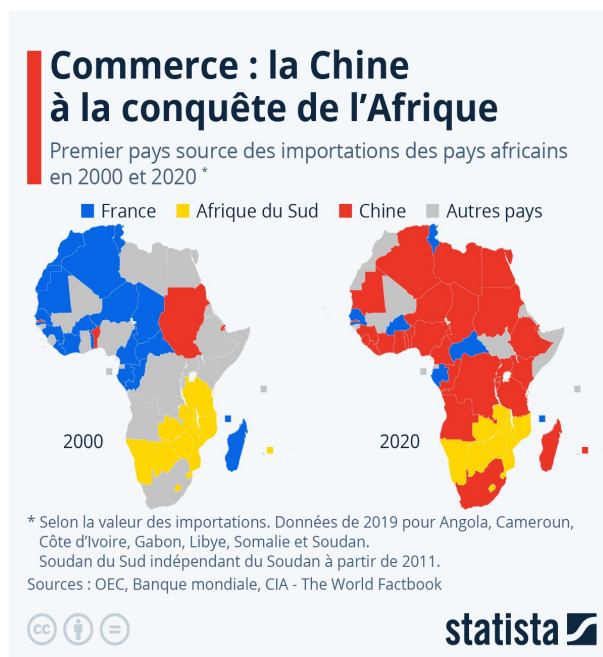 Commerce : la Chine
à la conquête de l’Afrique
Premier pays source des importations des pays africains
en 2000 et 2020 *
France Afrique du Sud Chine Autres pays
2000 2020
* Selon la valeur des importations. Données de 2019 pour Angola, Cameroun,
Côte d’Ivoire, Gabon, Libye, Somalie et Soudan.
Soudan du Sud indépendant du Soudan à partir de 2011.
Sources : OEC, Banque mondiale, CIA - The World Factbook
cc
statista